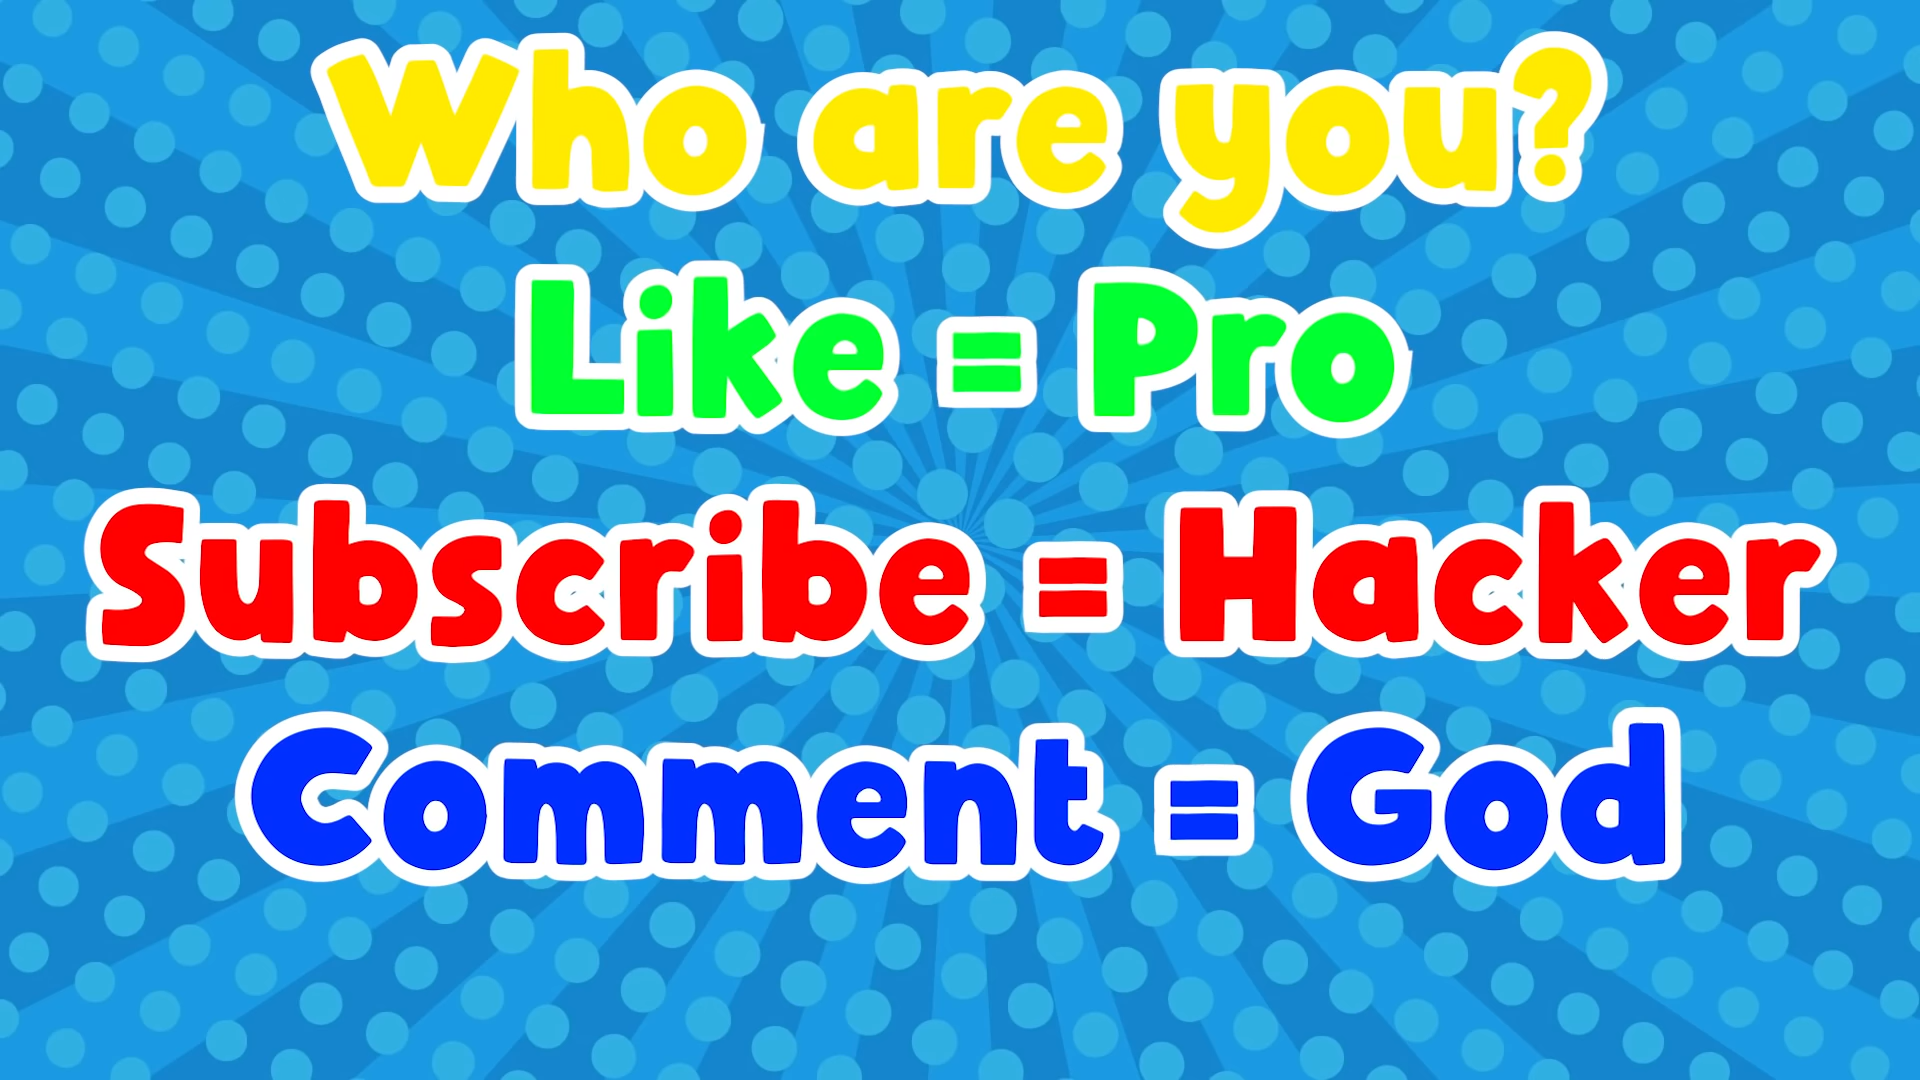 Who are you?
Like = Pro
Subscribe = Hacker
Comment = God